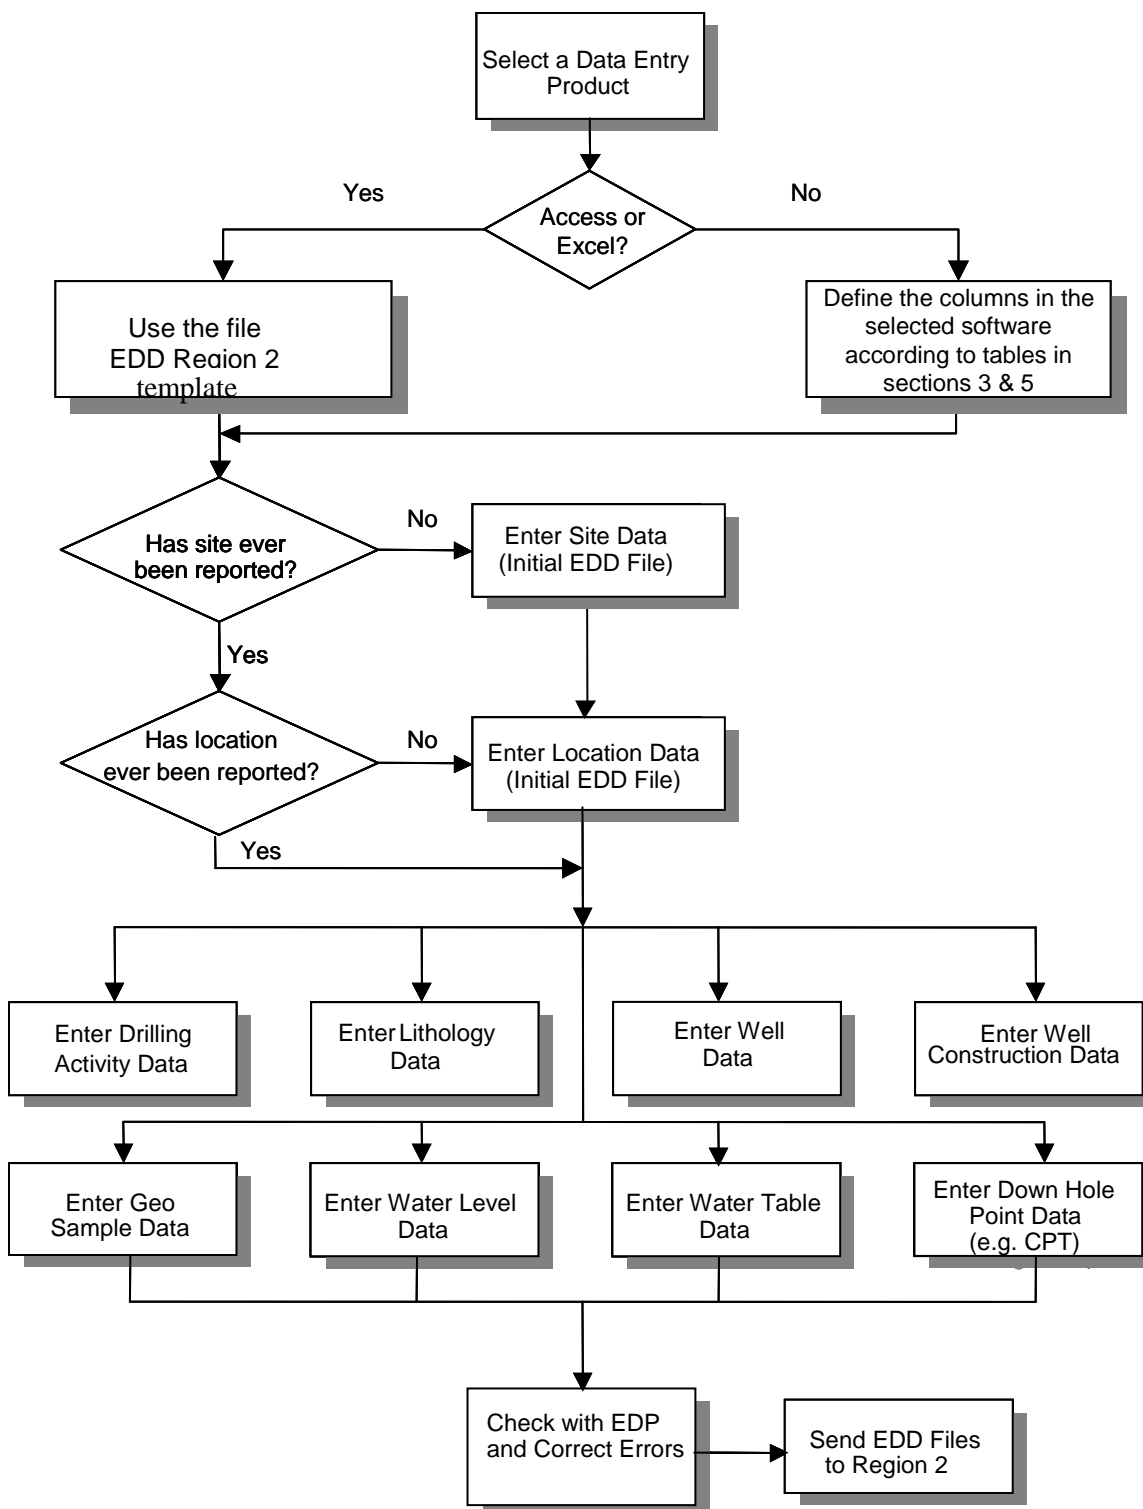 Select a Data Entry
Product
Yes
No
Access or
Excel?
Use the file
EDD Region 2
template
Define the columns in the
selected software
according to tables in
sections 3 & 5
Has site ever
been reported?
No
Enter Site Data
(Initial EDD File)
Yes
Has location
ever been reported?
No
Enter Location Data
(Initial EDD File)
Yes
Enter Drilling
Activity Data
Enter Lithology
Data
Enter Well
Data
Enter Well
Construction Data
Enter Geo
Sample Data
Enter Water Level
Data
Enter Water Table
Data
Enter Down Hole
Point Data
(e.g. CPT)
Check with EDP
and Correct Errors
Send EDD Files
to Region 2